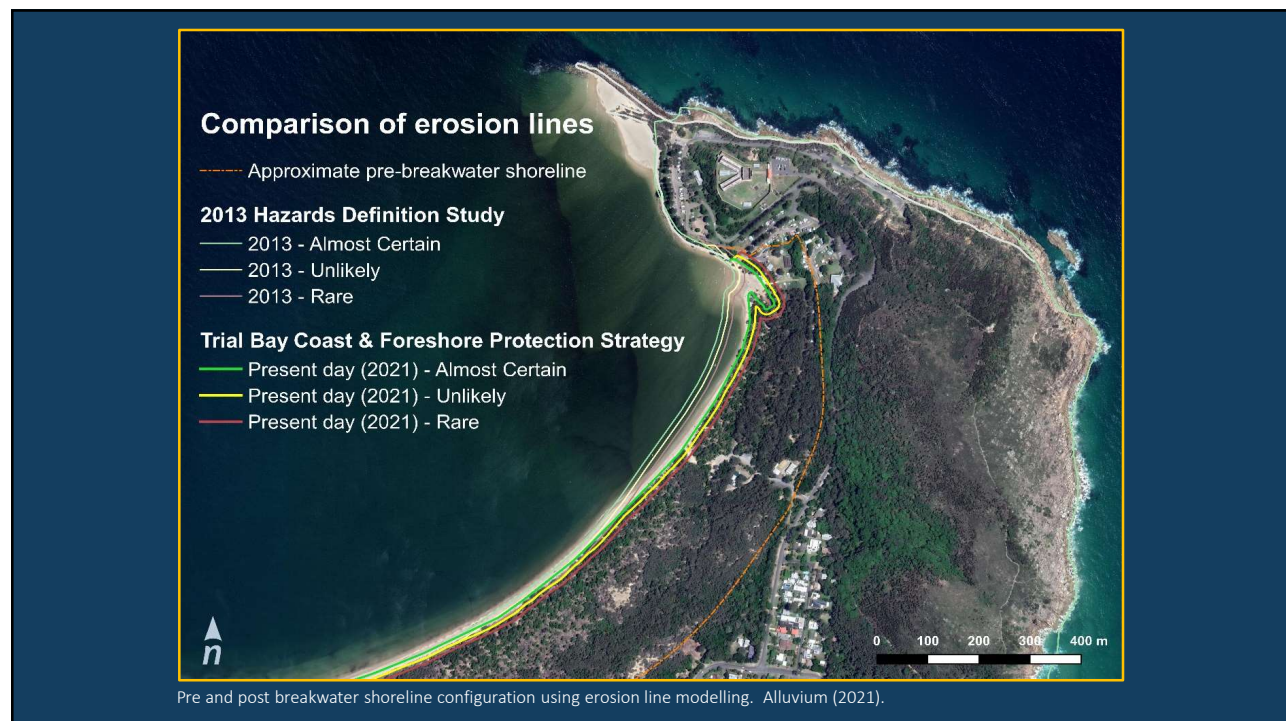 Comparison of erosion lines
Approximate pre-breakwater shoreline
2013 Hazards Definition Study
2013 - Almost Certain
2013 - Unlikely
2013 - Rare
Trial Bay Coast & Foreshore Protection Strategy
Present day (2021) - Almost Certain
Present day (2021) - Unlikely
Present day (2021) - Rare
n
0 100 200 300 400 m
Pre and post breakwater shoreline configuration using erosion line modelling. Alluvium (2021).